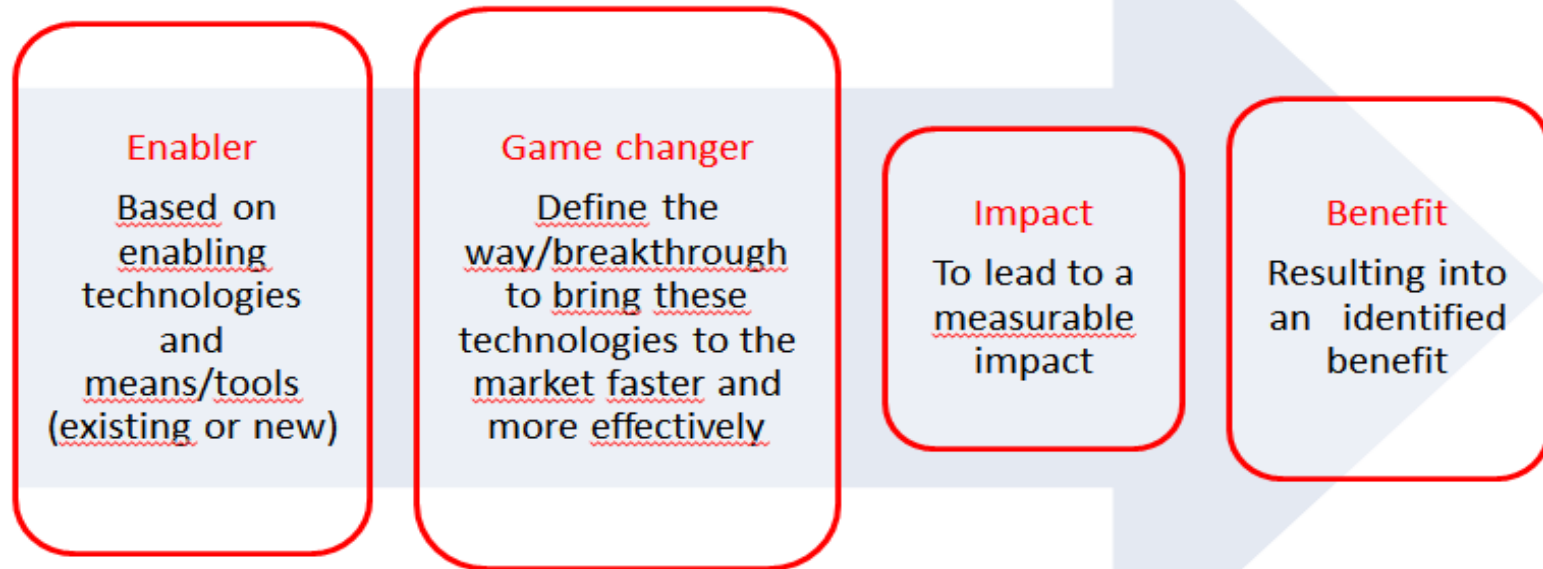 Enabler
Based on
enabling
technologies
and
means/tools
(existing or new)
Game changer
Define the
way/breakthrough
to bring these
technologies to the
market faster and
more effectively
Impact
To lead to a
measurable
impact
Benefit
Resulting into
an identified
benefit